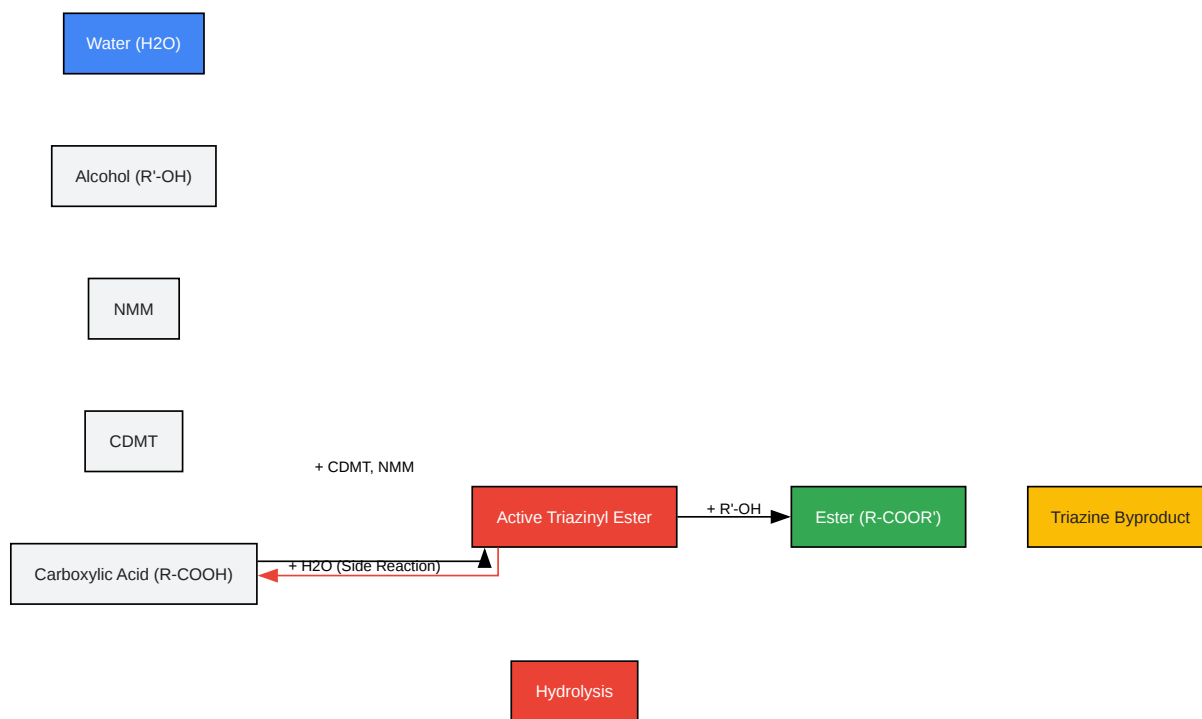 Water (H2O)
Alcohol (R'-OH)
NMM
CDMT
+ CDMT, NMM
Active Triazinyl Ester
+ R'-OH
Ester (R-COOR')
Triazine Byproduct
Carboxylic Acid (R-COOH)
+ H2O (Side Reaction)
Hydrolysis